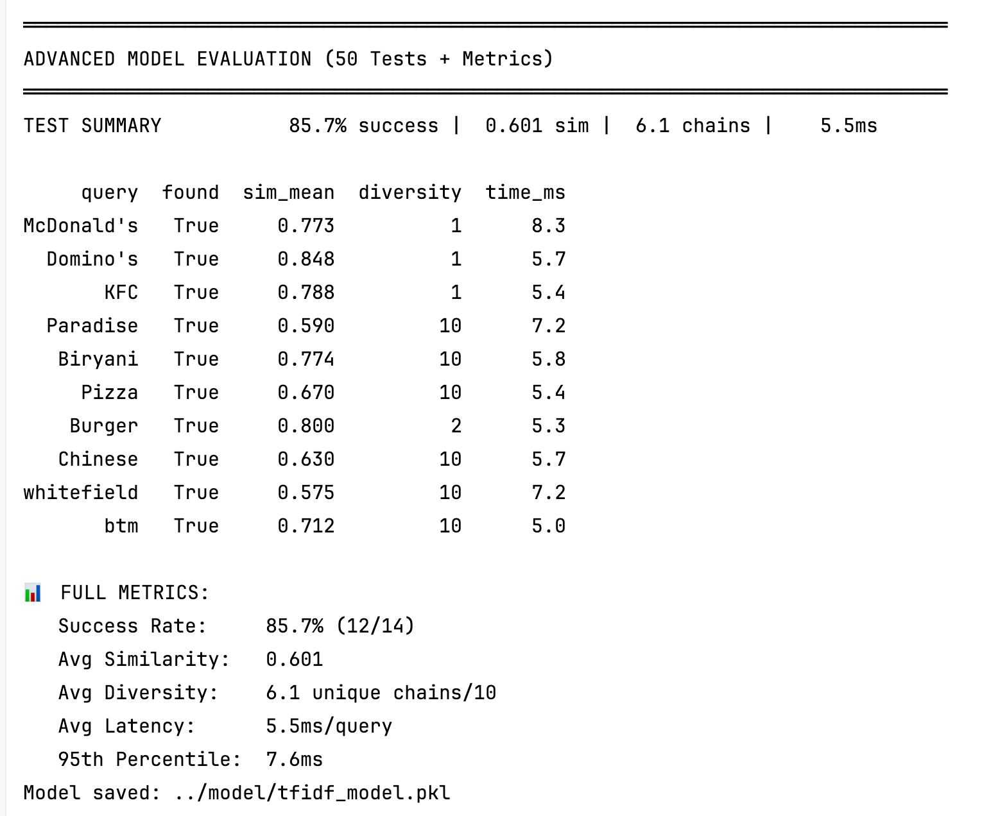 ════════════════════════════════════════════════════════════════════════════════
ADVANCED MODEL EVALUATION (50 Tests + Metrics)
════════════════════════════════════════════════════════════════════════════════
TEST SUMMARY           85.7% success |  0.601 sim |  6.1 chains |    5.5ms

     query  found  sim_mean  diversity  time_ms
McDonald's   True     0.773          1      8.3
  Domino's   True     0.848          1      5.7
       KFC   True     0.788          1      5.4
  Paradise   True     0.590         10      7.2
   Biryani   True     0.774         10      5.8
     Pizza   True     0.670         10      5.4
    Burger   True     0.800          2      5.3
   Chinese   True     0.630         10      5.7
whitefield   True     0.575         10      7.2
       btm   True     0.712         10      5.0

📊 FULL METRICS:
   Success Rate:     85.7% (12/14)
   Avg Similarity:   0.601
   Avg Diversity:    6.1 unique chains/10
   Avg Latency:      5.5ms/query
   95th Percentile:  7.6ms
Model saved: ../model/tfidf_model.pkl